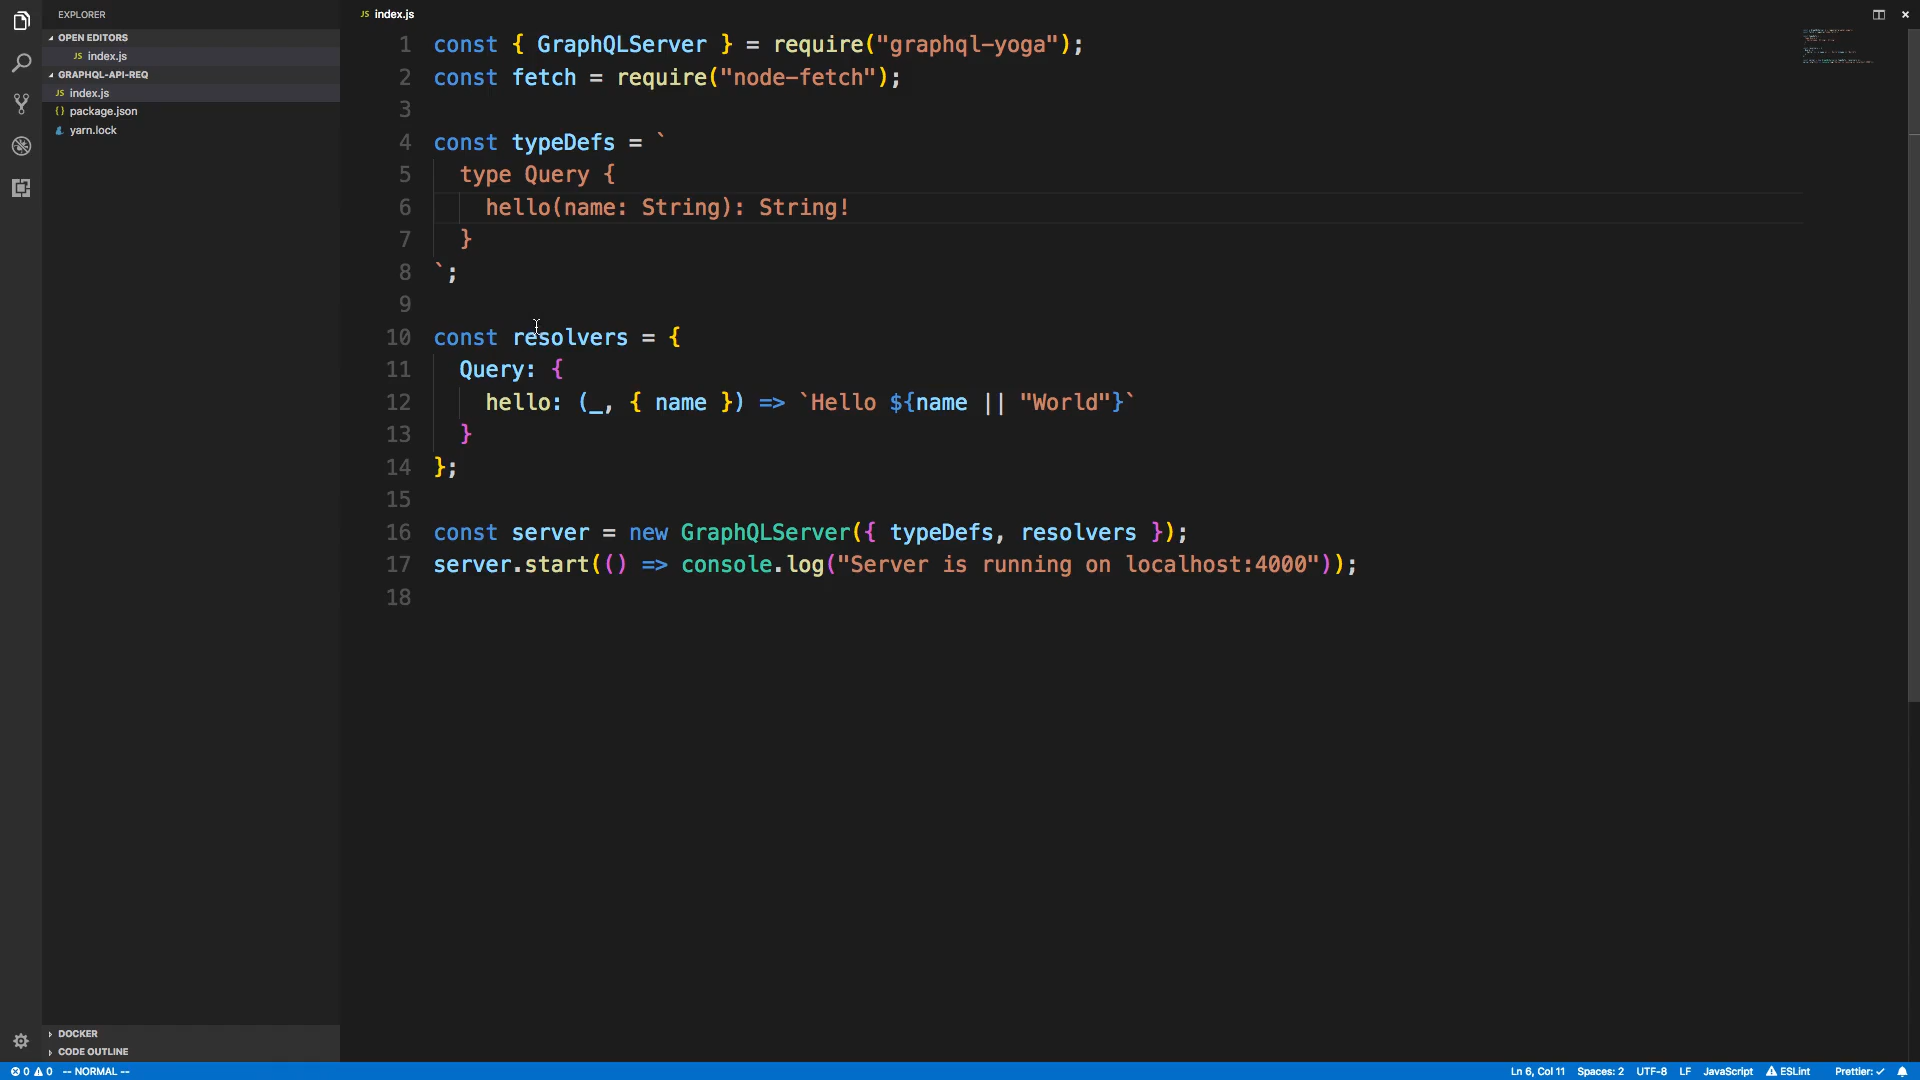 EXPLORER
OPEN EDITORS
JS index.js
GRAPHQL-API-REQ
JS index.js
{} package.json
yarn.lock
DOCKER
CODE OUTLINE
JS index.js
1 const { GraphQLServer } = require("graphql-yoga");
2 const fetch = require("node-fetch");
3
4 const typeDefs = `
5 type Query {
6 hello(name: String): String!
7 }
8 `;
9
10 const resolvers = {
11 Query: {
12 hello: (_, { name }) => `Hello ${name || "World"}`
13 }
14 };
15
16 const server = new GraphQLServer({ typeDefs, resolvers });
17 server.start(() => console.log("Server is running on localhost:4000"));
18
0 0 -- NORMAL -- Ln 6, Col 11 Spaces: 2 UTF-8 LF JavaScript ESLint Prettier: ✓